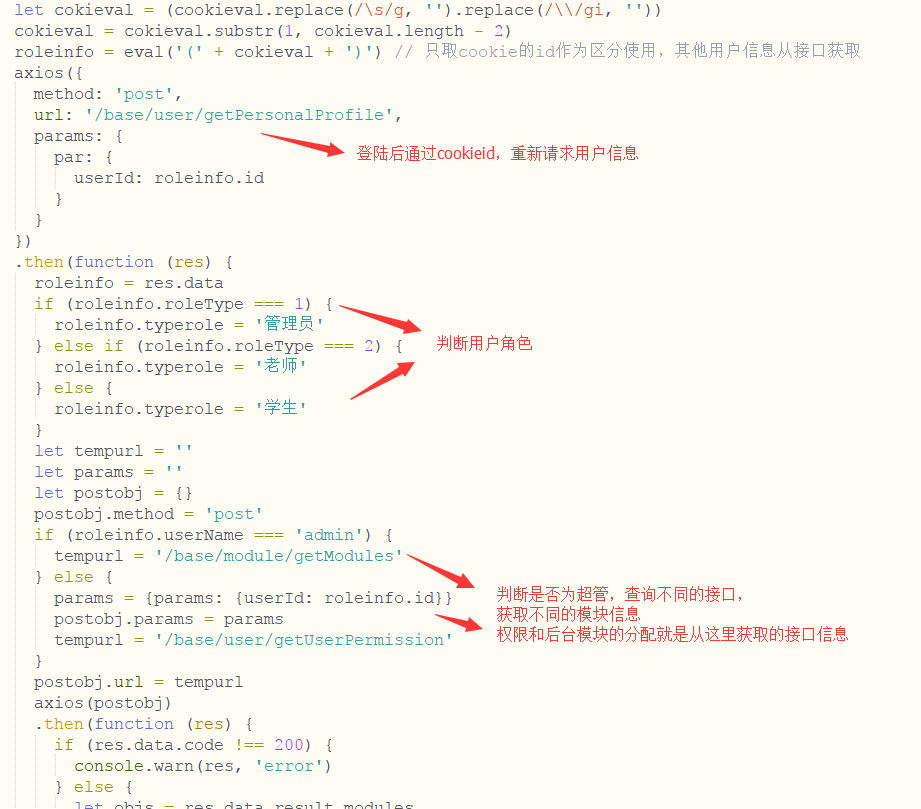 let cokieval = (cookieval.replace(/\s/g, '').replace(/\\/gi, ''))
cokieval = cokieval.substr(1, cokieval.length - 2)
roleinfo = eval('(' + cokieval + ')') // 只取cookie的id作为区分使用，其他用户信息从接口获取
axios({
method: 'post',
url: '/base/user/getPersonalProfile',
params: {
登陆后通过cookieid，重新请求用户信息
par: {
userId: roleinfo.id
}
}
})
.then(function (res) {
roleinfo = res.data
if (roleinfo.roleType === 1) {
roleinfo.typerole = '管理员'
} else if (roleinfo.roleType === 2) {
判断用户角色
roleinfo.typerole = '老师'
} else {
roleinfo.typerole = '学生'
}
let tempurl = ''
let params = ''
let postobj = {}
postobj.method = 'post'
if (roleinfo.userName === 'admin') {
tempurl = '/base/module/getModules'
} else {
判断是否为超管，查询不同的接口，
params = {params: {userId: roleinfo.id}}
获取不同的模块信息
postobj.params = params
权限和后台模块的分配就是从这里获取的接口信息
tempurl = '/base/user/getUserPermission'
}
postobj.url = tempurl
axios(postobj)
.then(function (res) {
if (res.data.code !== 200) {
console.warn(res, 'error')
} else {
let objs = res.data.result.modules